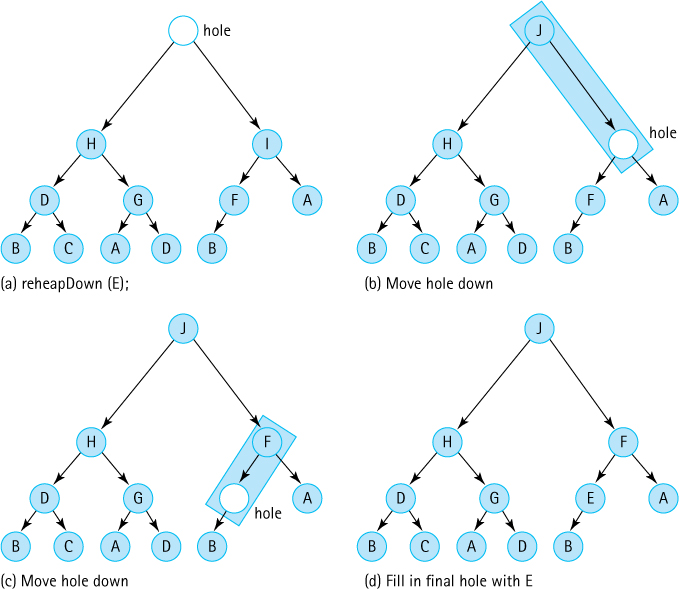 hole
H I
D G F A
B C A D B
(a) reheapDown (E);
J
hole
H
D G F A
B C A D B
(b) Move hole down
J
H F
D G A
hole
B C A D B
(c) Move hole down
J
H F
D G E A
B C A D B
(d) Fill in final hole with E